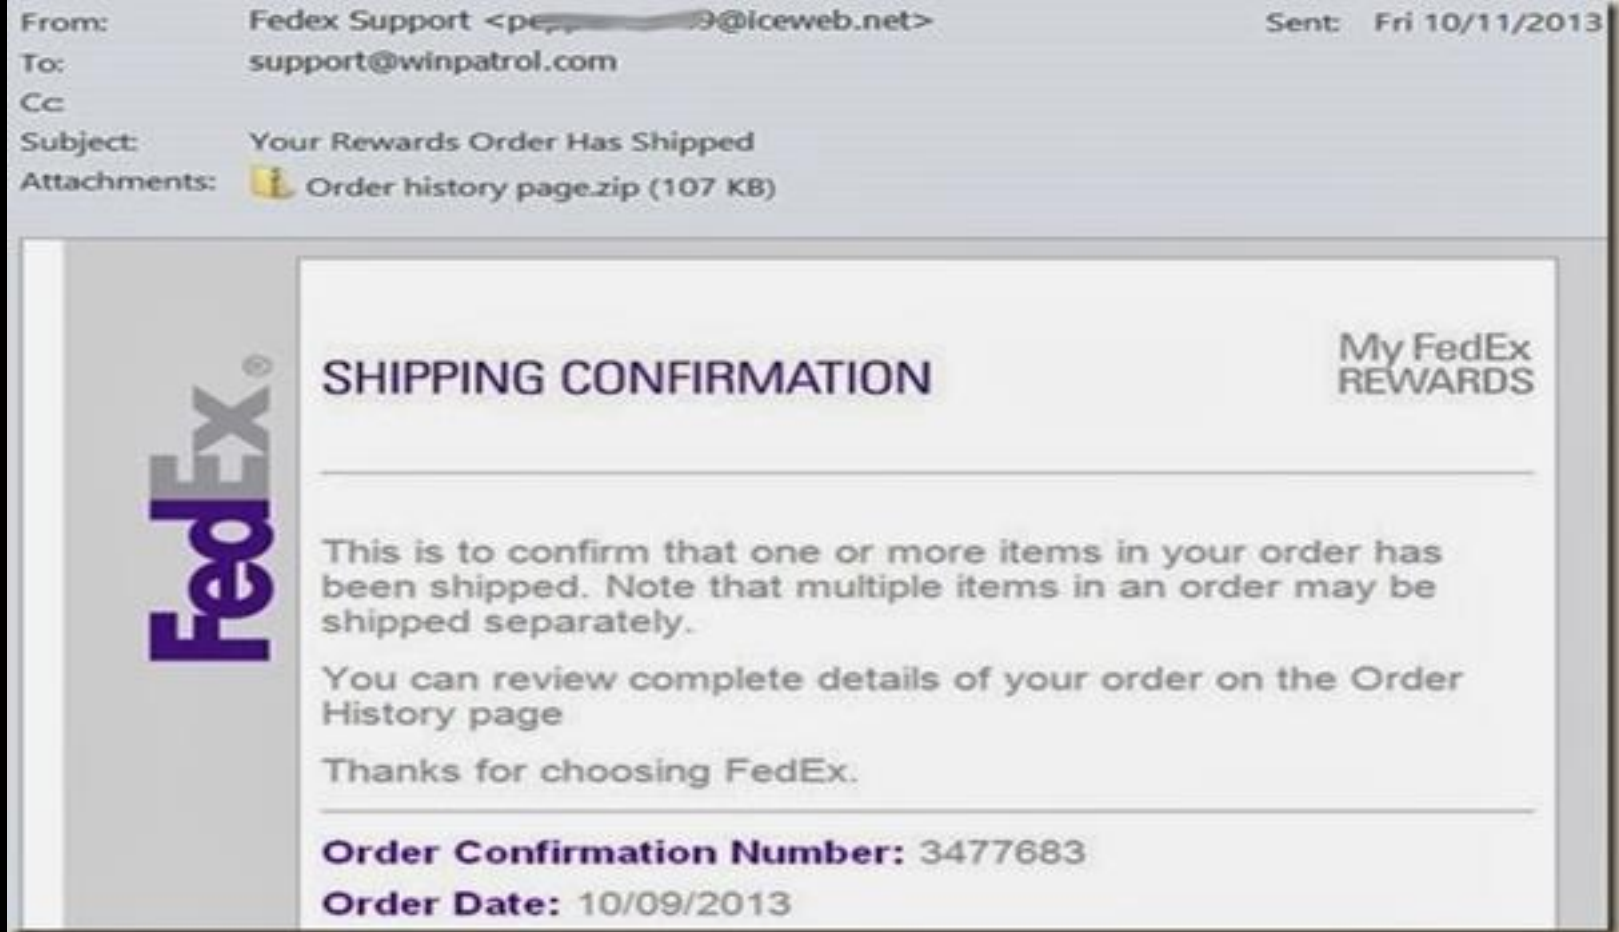 From: Fedex Support <pe 9@iceweb.net> Sent: Fri 10/11/2013
To: support@winpatrol.com
Cc:
Subject: Your Rewards Order Has Shipped
Attachments: Order history page.zip (107 KB)
FedEx®
SHIPPING CONFIRMATION
My FedEx
REWARDS
This is to confirm that one or more items in your order has
been shipped. Note that multiple items in an order may be
shipped separately.
You can review complete details of your order on the Order
History page
Thanks for choosing FedEx.
Order Confirmation Number: 3477683
Order Date: 10/09/2013